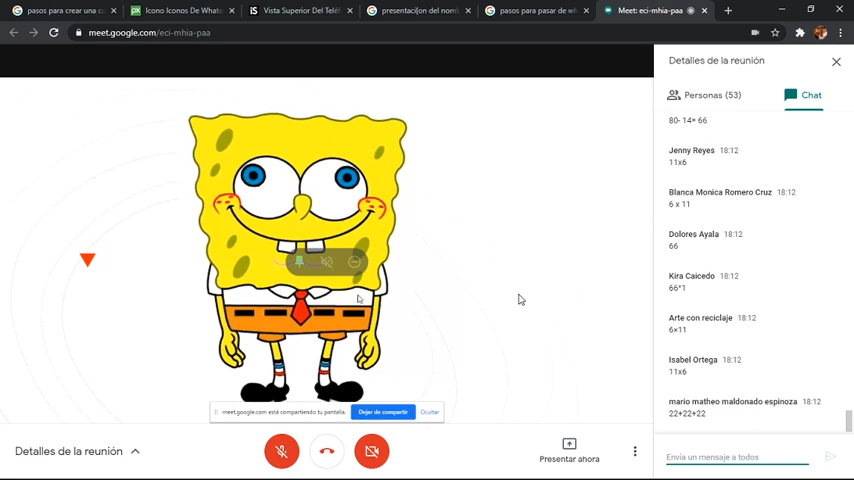 pasos para crear una cu
Icono Iconos De Whats
Vista Superior Del Teléf
presentaci{on del nomb
pasos para pasar de wh
Meet: eci-mhia-paa
meet.google.com/eci-mhia-paa
Detalles de la reunión
Personas (53)
Chat
80- 14= 66
Jenny Reyes 18:12
11x6
Blanca Monica Romero Cruz 18:12
6 x 11
Dolores Ayala 18:12
66
Kira Caicedo 18:12
66*1
Arte con reciclaje 18:12
6×11
Isabel Ortega 18:12
11x6
mario matheo maldonado espinoza 18:12
22+22+22
meet.google.com está compartiendo tu pantalla.
Dejar de compartir
Ocultar
Detalles de la reunión
Presentar ahora
Envía un mensaje a todos